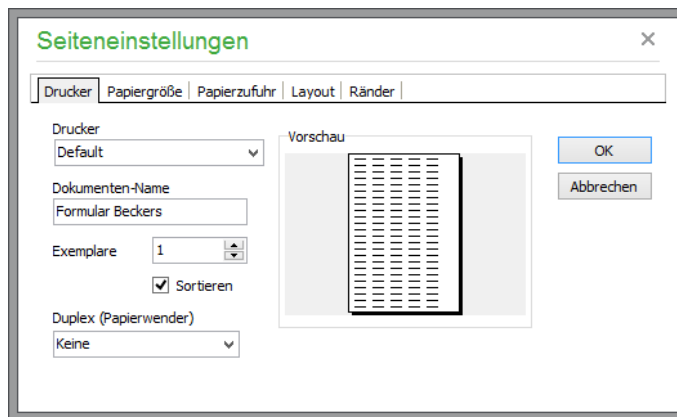 Seiteneinstellungen
Drucker Papiergröße Papierzufuhr Layout Ränder
Drucker
Default
Dokumenten-Name
Formular Beckers
Exemplare 1
Sortieren
Duplex (Papierwender)
Keine
Vorschau
OK
Abbrechen